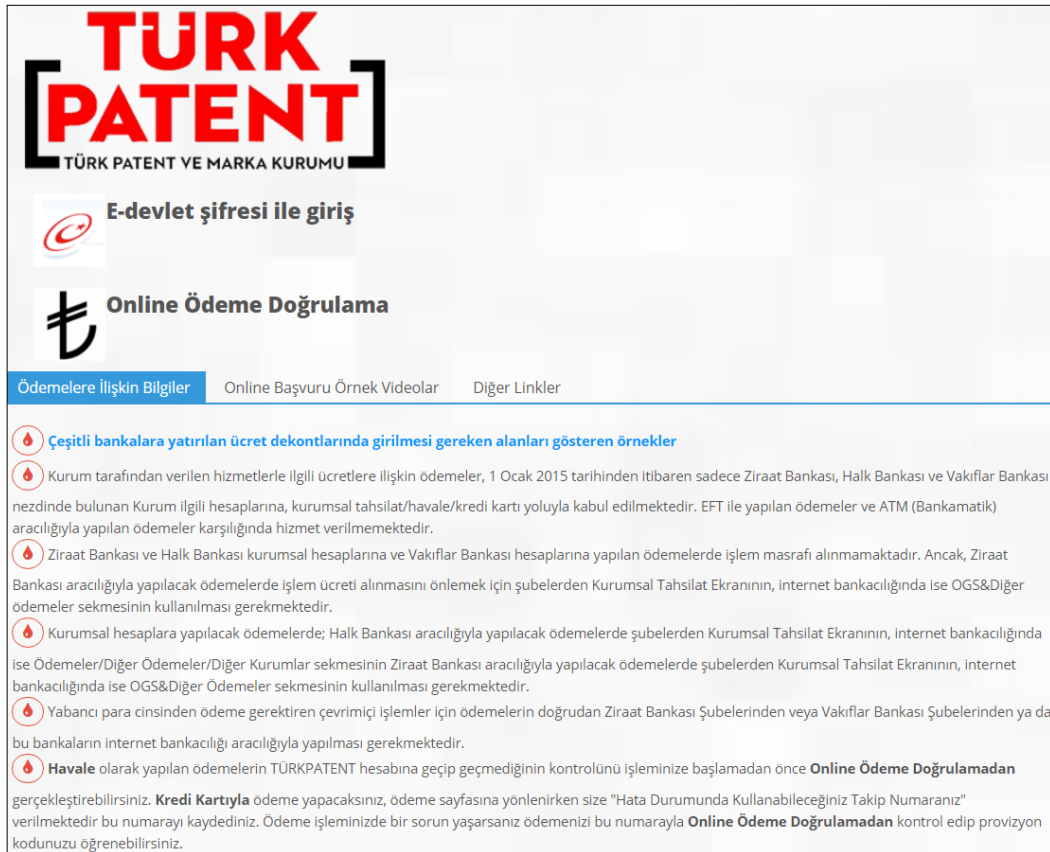 TÜRK
PATENT
TÜRK PATENT VE MARKA KURUMU
E-devlet şifresi ile giriş
Online Ödeme Doğrulama
Ödemelere İlişkin Bilgiler Online Başvuru Örnek Videolar Diğer Linkler
Çeşitli bankalara yatırılan ücret dekontlarında girilmesi gereken alanları gösteren örnekler
Kurum tarafından verilen hizmetlerle ilgili ücretlere ilişkin ödemeler, 1 Ocak 2015 tarihinden itibaren sadece Ziraat Bankası, Halk Bankası ve Vakıflar Bankası
nezdinde bulunan Kurum ilgili hesaplarına, kurumsal tahsilat/havale/kredi kartı yoluyla kabul edilmektedir. EFT ile yapılan ödemeler ve ATM (Bankamatik)
aracılığıyla yapılan ödemeler karşılığında hizmet verilmemektedir.
Ziraat Bankası ve Halk Bankası kurumsal hesaplarına ve Vakıflar Bankası hesaplarına yapılan ödemelerde işlem masrafı alınmamaktadır. Ancak, Ziraat
Bankası aracılığıyla yapılacak ödemelerde işlem ücreti alınmasını önlemek için şubelerden Kurumsal Tahsilat Ekranının, internet bankacılığında ise OGS&Diğer
ödemeler sekmesinin kullanılması gerekmektedir.
Kurumsal hesaplara yapılacak ödemelerde; Halk Bankası aracılığıyla yapılacak ödemelerde şubelerden Kurumsal Tahsilat Ekranının, internet bankacılığında
ise Ödemeler/Diğer Ödemeler/Diğer Kurumlar sekmesinin Ziraat Bankası aracılığıyla yapılacak ödemelerde şubelerden Kurumsal Tahsilat Ekranının, internet
bankacılığında ise OGS&Diğer Ödemeler sekmesinin kullanılması gerekmektedir.
Yabancı para cinsinden ödeme gerektiren çevrimiçi işlemler için ödemelerin doğrudan Ziraat Bankası Şubelerinden veya Vakıflar Bankası Şubelerinden ya da
bu bankaların internet bankacılığı aracılığıyla yapılması gerekmektedir.
Havale olarak yapılan ödemelerin TÜRKPATENT hesabına geçip geçmediğinin kontrolünü işleminize başlamadan önce Online Ödeme Doğrulamadan
gerçekleştirebilirsiniz. Kredi Kartıyla ödeme yapacaksınız, ödeme sayfasına yönlenirken size "Hata Durumunda Kullanabileceğiniz Takip Numaranız"
verilmektedir bu numarayı kaydediniz. Ödeme işleminizde bir sorun yaşarsanız ödemenizi bu numarayla Online Ödeme Doğrulamadan kontrol edip provizyon
kodunuzu öğrenebilirsiniz.